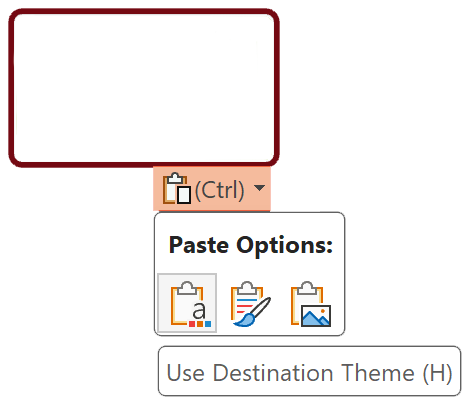 (Ctrl)
Paste Options:
a
Use Destination Theme (H)